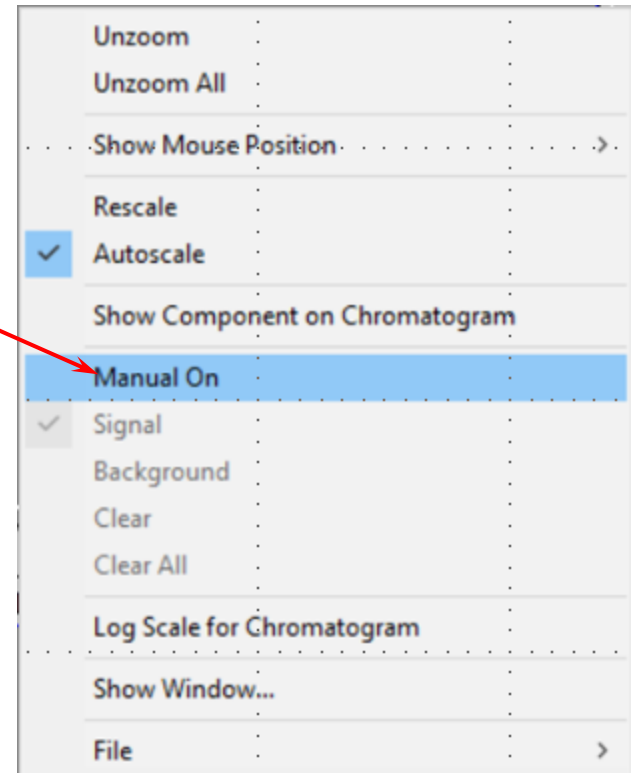 Unzoom
Unzoom All
Show Mouse Position
Rescale
Autoscale
Show Component on Chromatogram
Manual On
Signal
Background
Clear
Clear All
Log Scale for Chromatogram
Show Window...
File